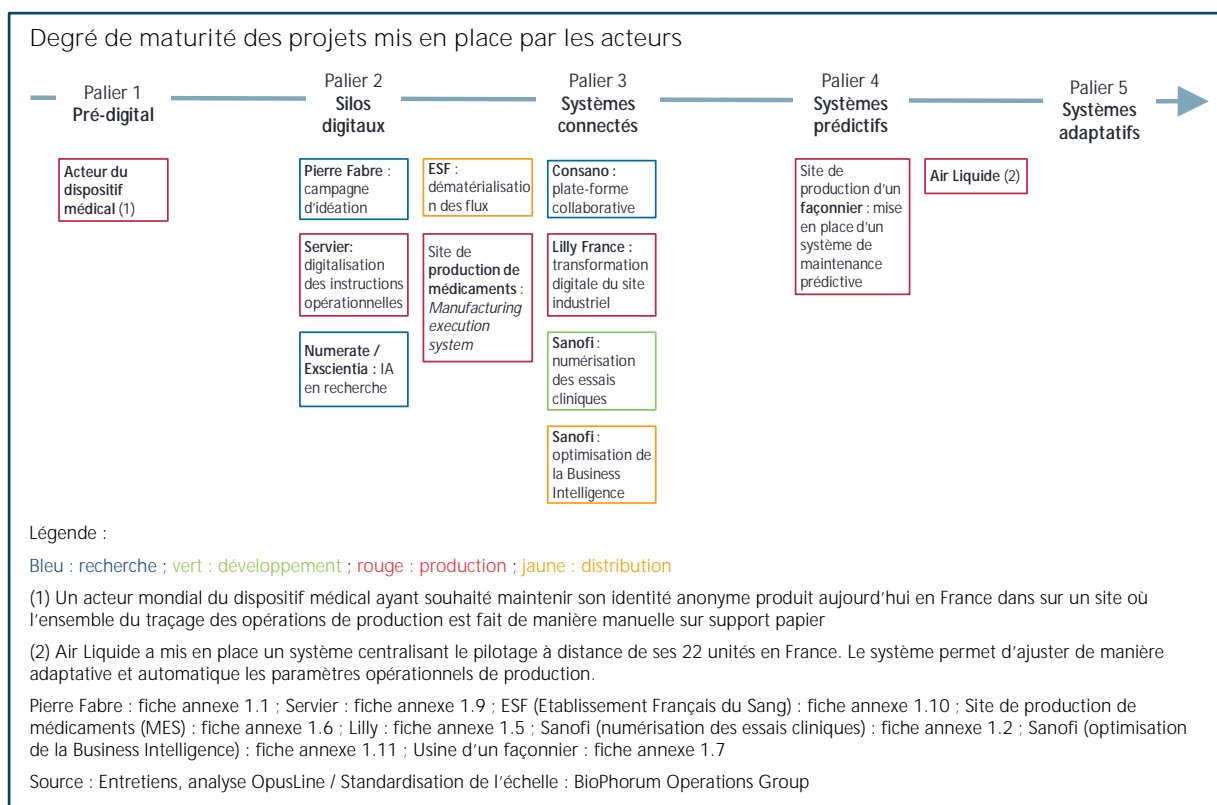 Degré de maturité des projets mis en place par les acteurs
Palier 1
Pré-digital
Palier 2
Silos
digitaux
Palier 3
Systèmes
connectés
Palier 4
Systèmes
prédictifs
Palier 5
Systèmes
adaptatifs
Acteur du
dispositif
médical (1)
Pierre Fabre :
campagne
d'idéation
Servier:
digitalisation
des instructions
opérationnelles
Numerate /
Exscientia : IA
en recherche
ESF :
dématérialisatio
n des flux
Site de
production de
médicaments :
Manufacturing
execution
system
Consano :
plate-forme
collaborative
Lilly France :
transformation
digitale du site
industriel
Sanofi :
numérisation
des essais
cliniques
Sanofi :
optimisation de
la Business
Intelligence
Site de
production d'un
façonnier : mise
en place d'un
système de
maintenance
prédictive
Air Liquide (2)
Légende :
Bleu : recherche ; vert : développement ; rouge : production ; jaune : distribution
(1) Un acteur mondial du dispositif médical ayant souhaité maintenir son identité anonyme produit aujourd'hui en France dans sur un site où
l'ensemble du traçage des opérations de production est fait de manière manuelle sur support papier
(2) Air Liquide a mis en place un système centralisant le pilotage à distance de ses 22 unités en France. Le système permet d'ajuster de manière
adaptative et automatique les paramètres opérationnels de production.
Pierre Fabre : fiche annexe 1.1 ; Servier : fiche annexe 1.9 ; ESF (Etablissement Français du Sang) : fiche annexe 1.10 ; Site de production de
médicaments (MES) : fiche annexe 1.6 ; Lilly : fiche annexe 1.5 ; Sanofi (numérisation des essais cliniques) : fiche annexe 1.2 ; Sanofi (optimisation
de la Business Intelligence) : fiche annexe 1.11 ; Usine d'un façonnier : fiche annexe 1.7
Source : Entretiens, analyse OpusLine / Standardisation de l'échelle : BioPhorum Operations Group